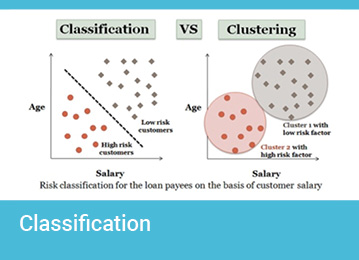 Classification VS Clustering
Age
Low risk
customers
High risk
customers
Salary
Age
Cluster 1 with
low risk factor
Cluster 2 with
high risk factor
Salary
Risk classification for the loan payees on the basis of customer salary
Classification